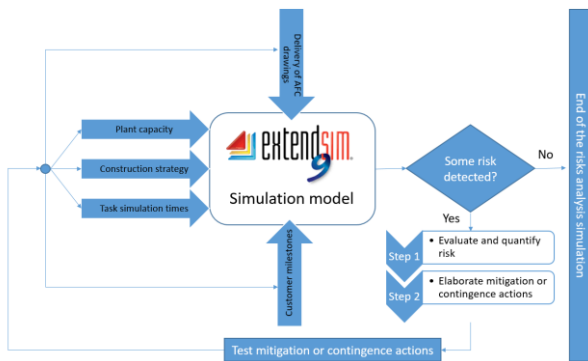 Delivery of AFC
drawings
Plant capacity
Construction strategy
Task simulation times
extendsim
9
Simulation model
Customer milestones
Some risk
detected?
No
Yes
Step 1
• Evaluate and quantify
risk
Step 2
• Elaborate mitigation or
contingence actions
Test mitigation or contingence actions
End of the risks analysis simulation